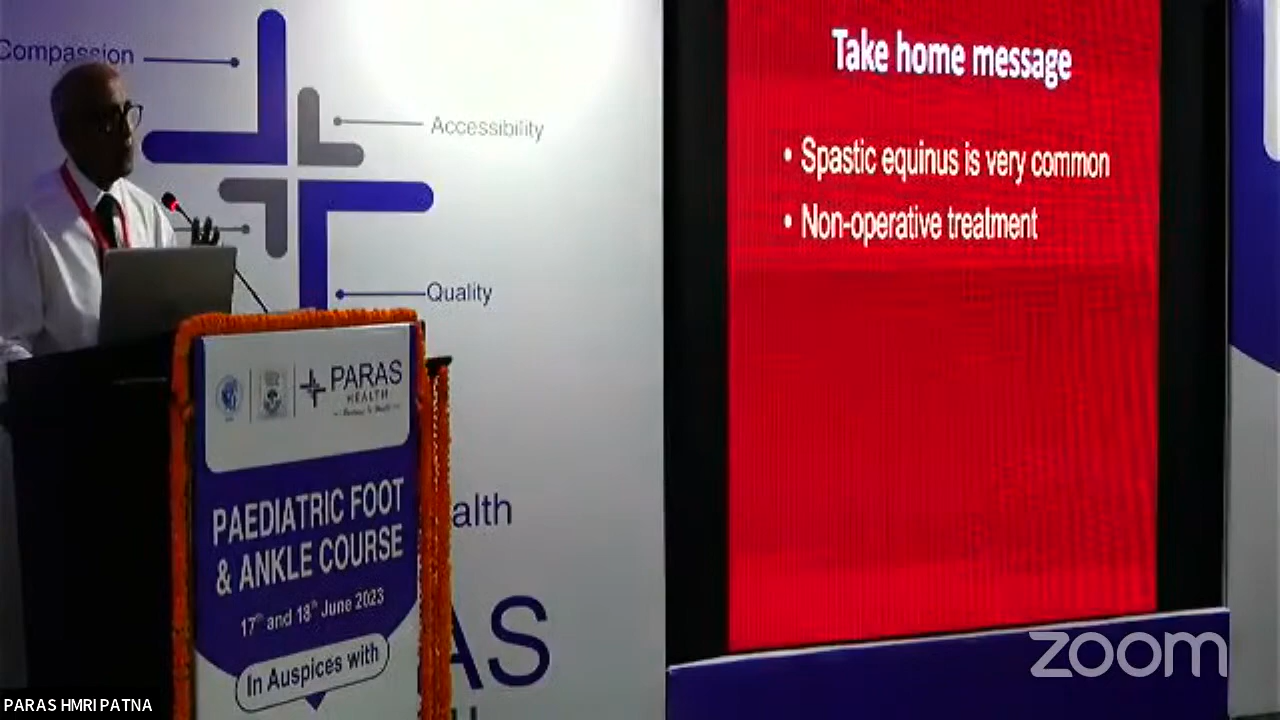 Compassion
Accessibility
Quality
alth
AS
PARAS
HEALTH
PAEDIATRIC FOOT
& ANKLE COURSE
17th and 18th June 2023
In Auspices with
Take home message
• Spastic equinus is very common
• Non-operative treatment
zoom
PARAS HMRI PATNA